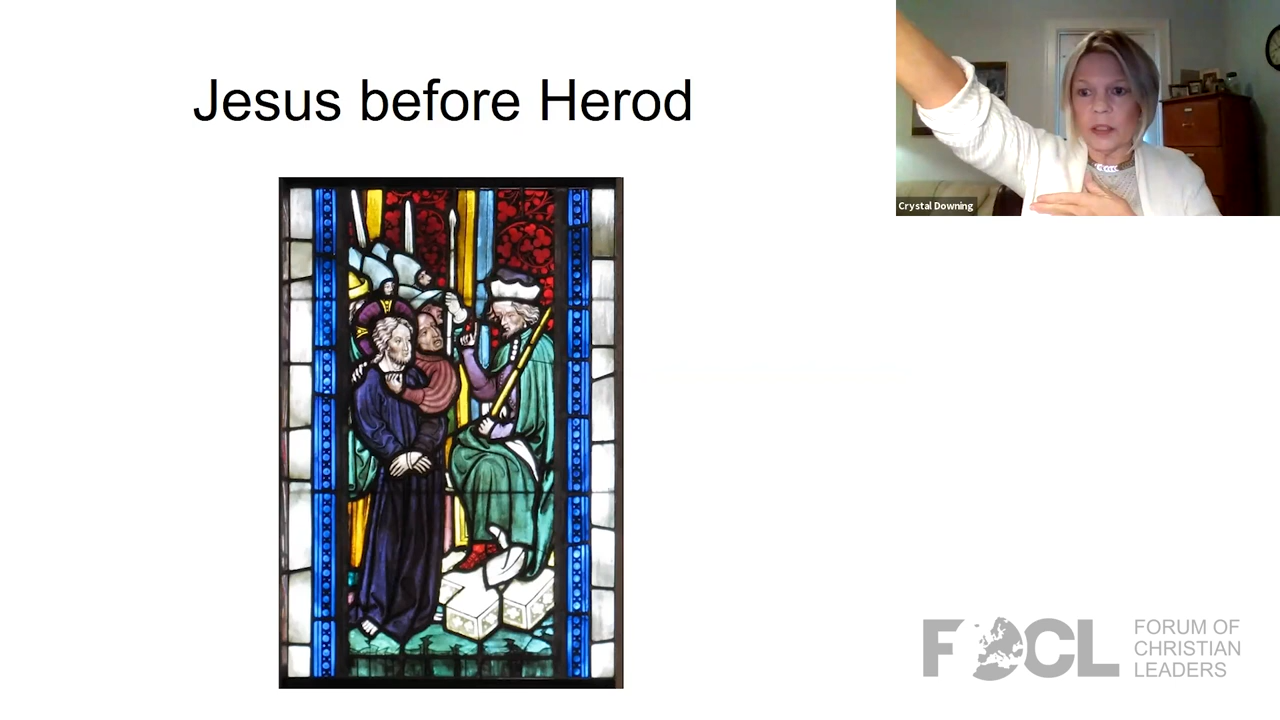 Jesus before Herod
Crystal Downing
FOCL
FORUM OF
CHRISTIAN
LEADERS